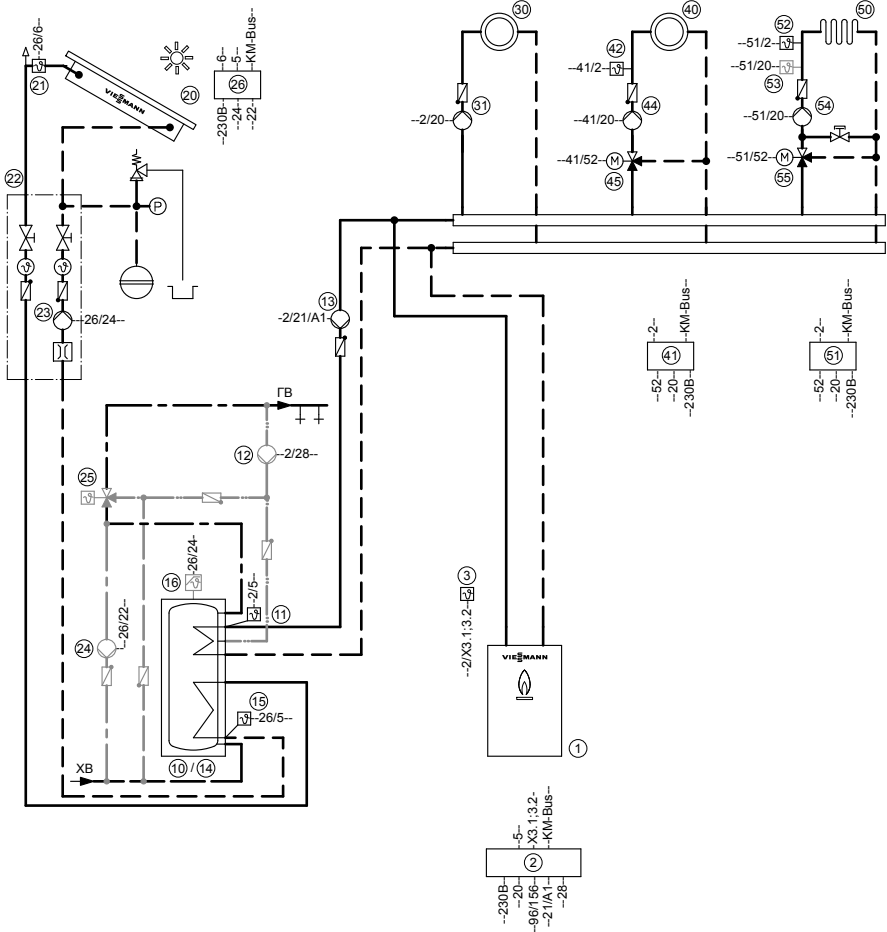 --26/6--
21
VIESSMANN
20
--6--
--5--
KM-Bus--
26
--230В
--24--
--22--
30
31
--2/20--
40
42
--41/2--
44
--41/20--
--41/52--
M
45
50
52
--51/2--
--51/20--
53
54
--51/20--
--51/52--
M
55
22
P
23
--26/24--
13
-2/21/A1-
--2--
KM-Bus--
41
--52--
--20--
--230В
--2--
KM-Bus--
51
--52--
--20--
--230В
ГВ
12
--2/28--
25
16
--26/24-
--2/5--
11
24
--26/22--
15
--26/5--
ХВ
10 / 14
3
--2/X3.1;3.2--
VIESSMANN
1
--5--
-X3.1;3.2-
-KM-Bus--
2
--230В
--20--
-96/156-
--21/A1--
--28--